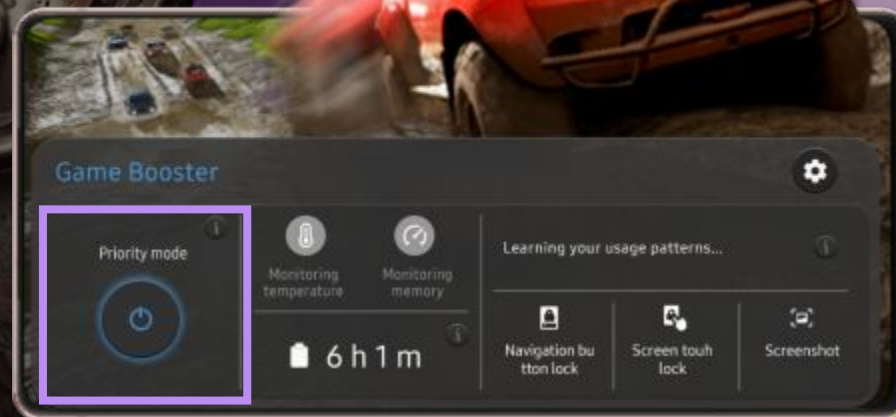 Game Booster
Priority mode
Monitoring
temperature
Monitoring
memory
6 h 1 m
Learning your usage patterns...
Navigation bu
tton lock
Screen touh
lock
Screenshot